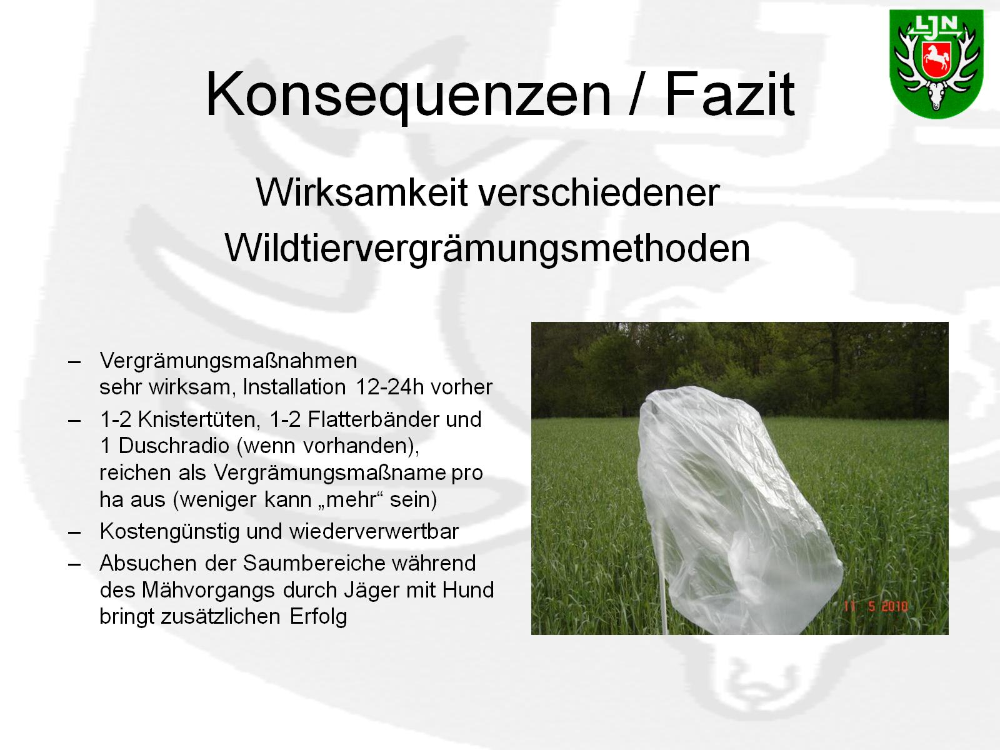 LJN
Konsequenzen / Fazit
Wirksamkeit verschiedener
Wildtiervergrämungsmethoden
– Vergrämungsmaßnahmen
sehr wirksam, Installation 12-24h vorher
– 1-2 Knistertüten, 1-2 Flatterbänder und
1 Duschradio (wenn vorhanden),
reichen als Vergrämungsmaßname pro
ha aus (weniger kann „mehr“ sein)
– Kostengünstig und wiederverwertbar
– Absuchen der Saumbereiche während
des Mähvorgangs durch Jäger mit Hund
bringt zusätzlichen Erfolg
11 5 2010